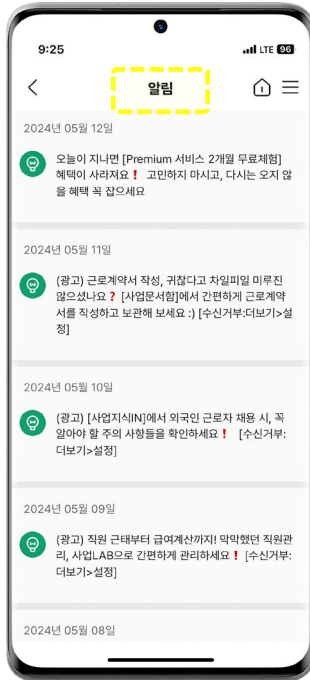 9:25
LTE 96
알림
2024년 05월 12일
오늘이 지나면 [Premium 서비스 2개월 무료체험]
혜택이 사라져요❗ 고민하지 마시고, 다시는 오지 않
을 혜택 꼭 잡으세요
2024년 05월 11일
(광고) 근로계약서 작성, 귀찮다고 차일피일 미루진
않으셨나요❓ [사업문서함]에서 간편하게 근로계약
서를 작성하고 보관해 보세요 :) [수신거부:더보기>설
정]
2024년 05월 10일
(광고) [사업지식IN]에서 외국인 근로자 채용 시, 꼭
알아야 할 주의 사항들을 확인하세요❗ [수신거부:
더보기>설정]
2024년 05월 09일
(광고) 직원 근태부터 급여계산까지! 막막했던 직원관
리, 사업LAB으로 간편하게 관리하세요❗ [수신거부:
더보기>설정]
2024년 05월 08일